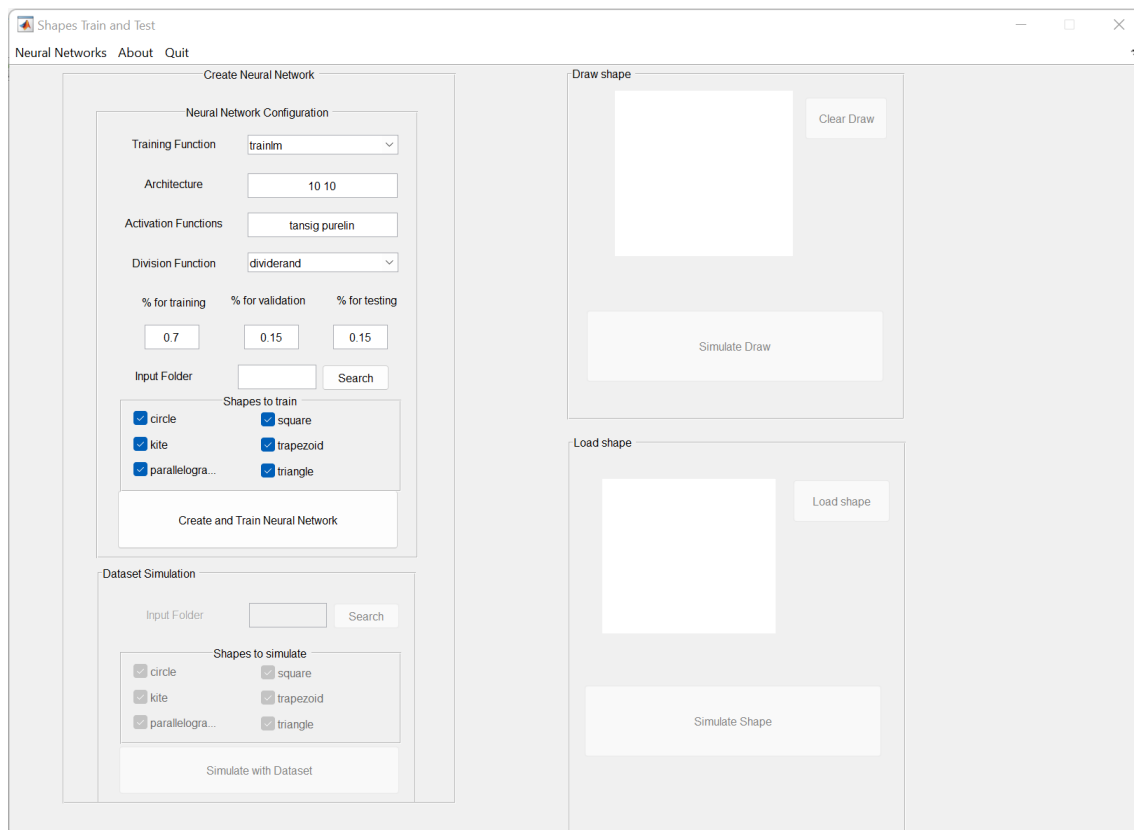 Shapes Train and Test
Neural Networks About Quit
Create Neural Network
Neural Network Configuration
Training Function trainlm
Architecture 10 10
Activation Functions tansig purelin
Division Function dividerand
% for training % for validation % for testing
0.7 0.15 0.15
Input Folder Search
Shapes to train
circle square
kite trapezoid
parallelogra... triangle
Create and Train Neural Network
Dataset Simulation
Input Folder Search
Shapes to simulate
circle square
kite trapezoid
parallelogra... triangle
Simulate with Dataset
Draw shape
Clear Draw
Simulate Draw
Load shape
Load shape
Simulate Shape